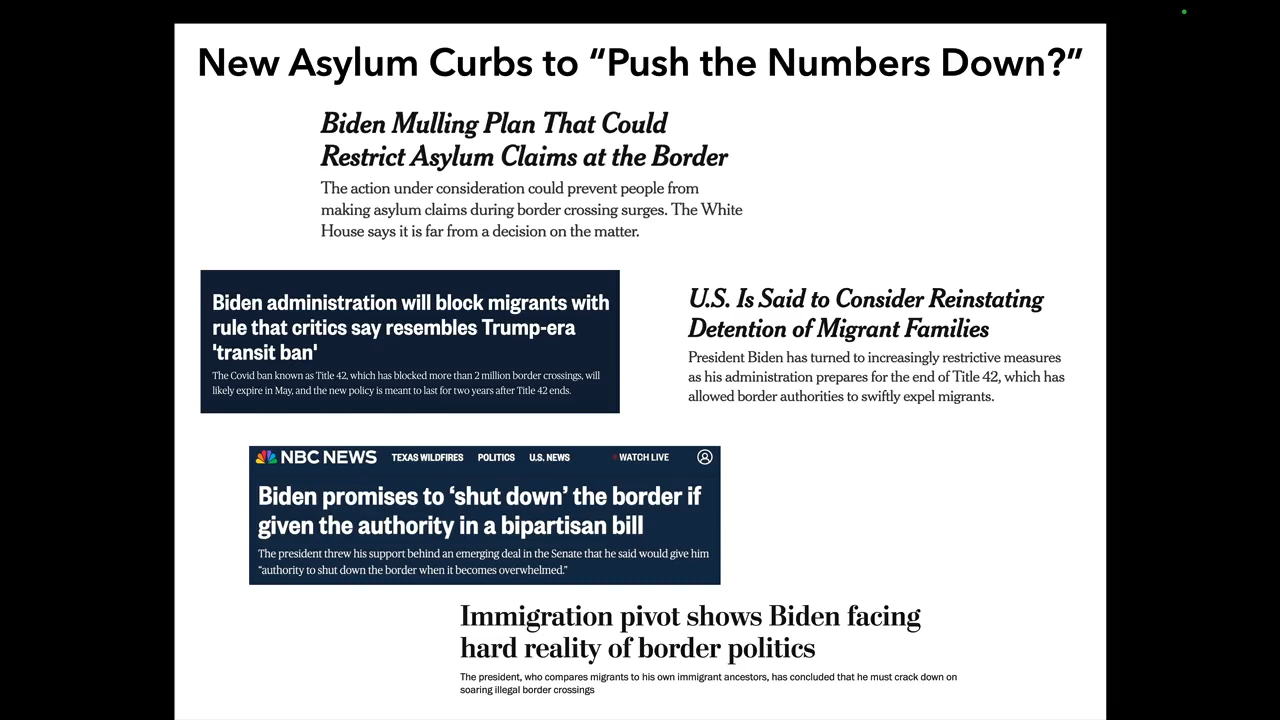 New Asylum Curbs to “Push the Numbers Down?”
Biden Mulling Plan That Could
Restrict Asylum Claims at the Border
The action under consideration could prevent people from
making asylum claims during border crossing surges. The White
House says it is far from a decision on the matter.
Biden administration will block migrants with
rule that critics say resembles Trump-era
'transit ban'
The Covid ban known as Title 42, which has blocked more than 2 million border crossings, will
likely expire in May, and the new policy is meant to last for two years after Title 42 ends.
U.S. Is Said to Consider Reinstating
Detention of Migrant Families
President Biden has turned to increasingly restrictive measures
as his administration prepares for the end of Title 42, which has
allowed border authorities to swiftly expel migrants.
NBC NEWS TEXAS WILDFIRES POLITICS U.S. NEWS WATCH LIVE
Biden promises to ‘shut down’ the border if
given the authority in a bipartisan bill
The president threw his support behind an emerging deal in the Senate that he said would give him
“authority to shut down the border when it becomes overwhelmed.”
Immigration pivot shows Biden facing
hard reality of border politics
The president, who compares migrants to his own immigrant ancestors, has concluded that he must crack down on
soaring illegal border crossings